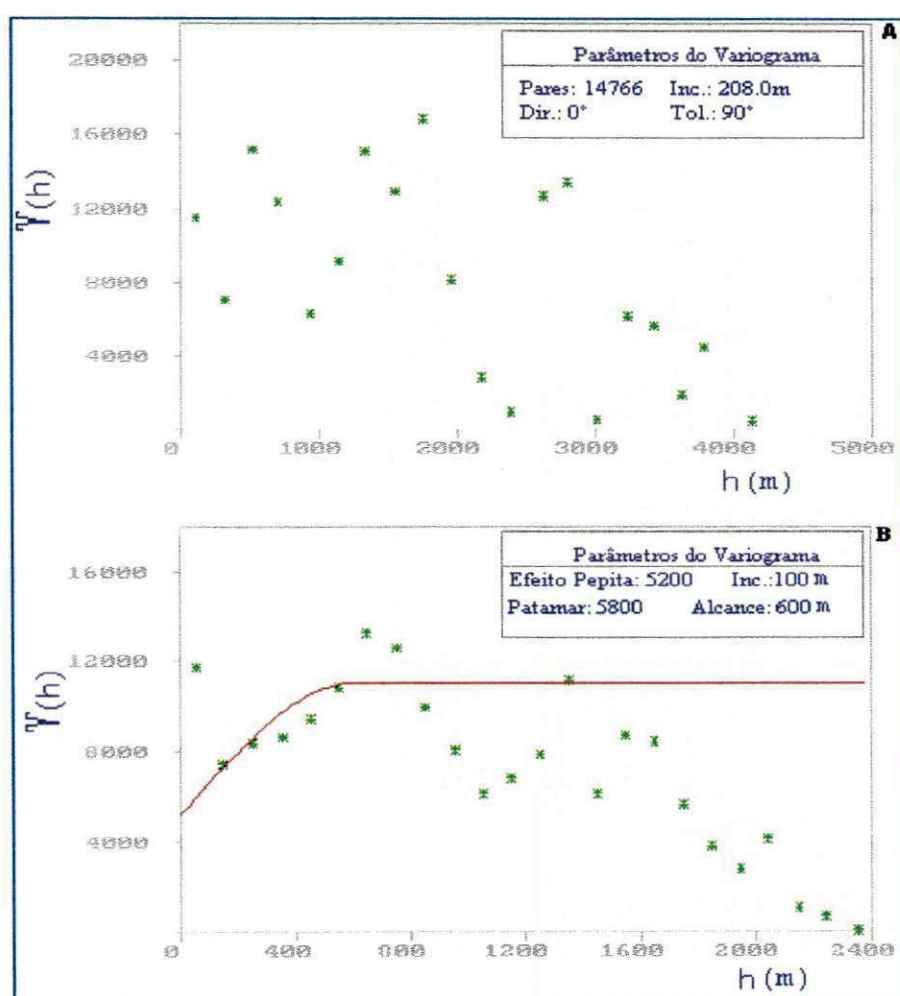 A
Parâmetros do Variograma
Pares: 14766 Inc.: 208.0m
Dir.: 0° Tol.: 90°
20000
16000
12000
8000
4000
γ(h)
0 1000 2000 3000 4000 5000
h (m)
B
Parâmetros do Variograma
Efeito Pepita: 5200 Inc.:100 m
Patamar: 5800 Alcance: 600 m
16000
12000
8000
4000
γ(h)
0 400 800 1200 1600 2000 2400
h (m)